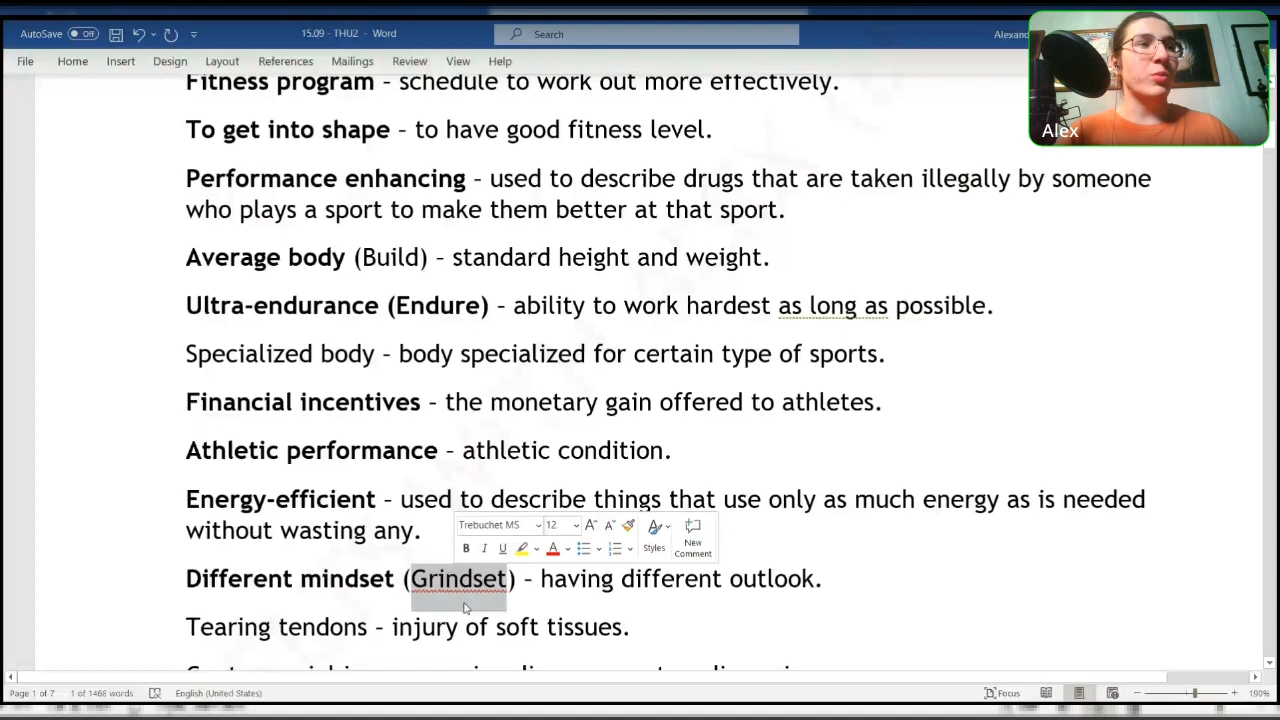 AutoSave Off 15.09 - THU2 - Word Search
File Home Insert Draw Design Layout References Mailings Review View Help
Alex
Fitness program – schedule to work out more effectively.
To get into shape – to have good fitness level.
Performance enhancing – used to describe drugs that are taken illegally by someone
who plays a sport to make them better at that sport.
Average body (Build) – standard height and weight.
Ultra-endurance (Endure) – ability to work hardest as long as possible.
Specialized body – body specialized for certain type of sports.
Financial incentives – the monetary gain offered to athletes.
Athletic performance – athletic condition.
Energy-efficient – used to describe things that use only as much energy as is needed
without wasting any.
Trebuchet MS 12
Styles New
Comment
Different mindset (Grindset) – having different outlook.
Tearing tendons – injury of soft tissues.
Page 1 of 7 1 of 1468 words English (United States) Focus 190%